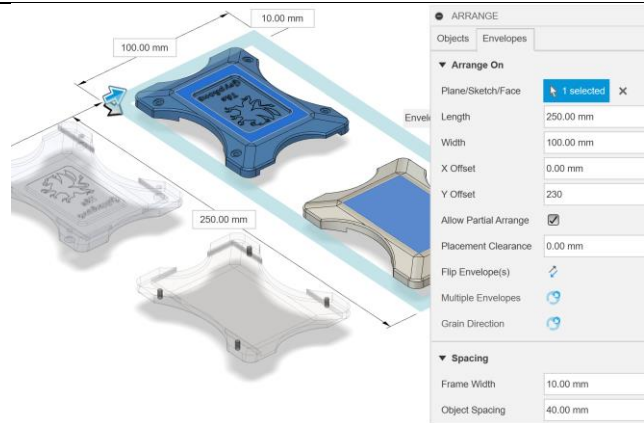 10.00 mm
100.00 mm
250.00 mm
The
Gryphons
Envel
ARRANGE
Objects Envelopes
Arrange On
Plane/Sketch/Face 1 selected
Length 250.00 mm
Width 100.00 mm
X Offset 0.00 mm
Y Offset 230
Allow Partial Arrange
Placement Clearance 0.00 mm
Flip Envelope(s)
Multiple Envelopes
Grain Direction
Spacing
Frame Width 10.00 mm
Object Spacing 40.00 mm